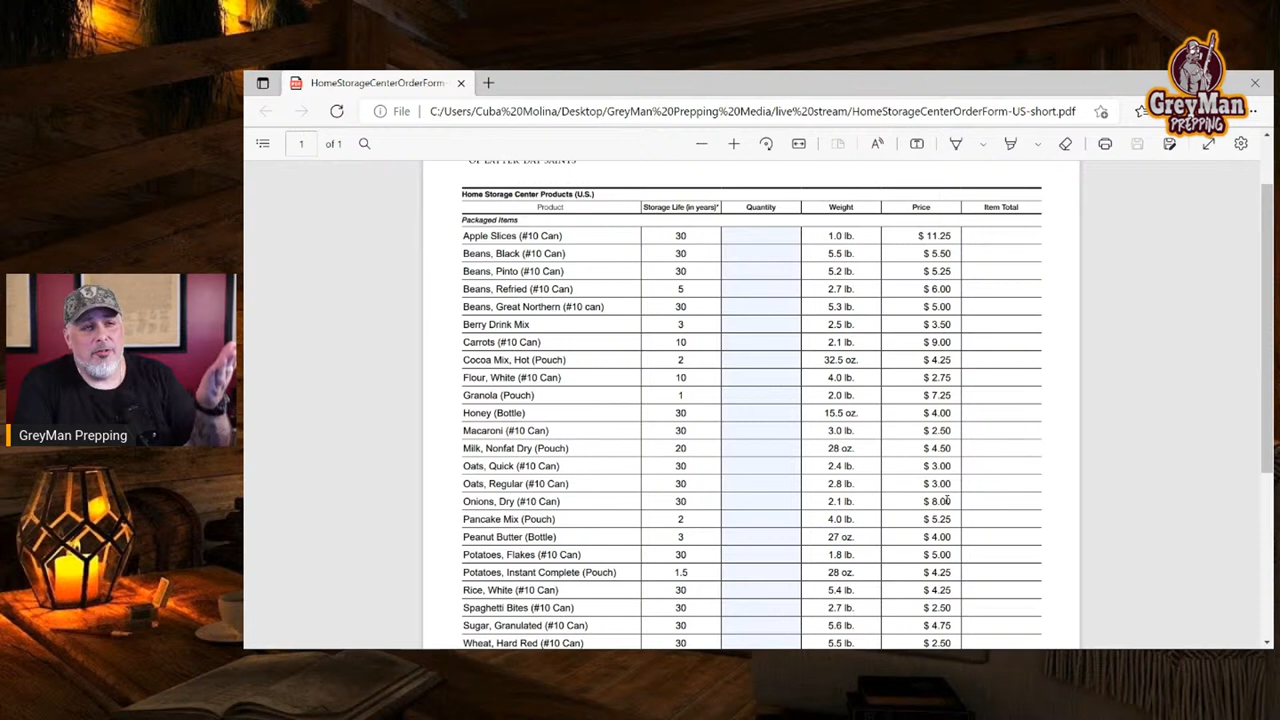 HomeStorageCenterOrderForm-
File C:/Users/Cuba%20Molina/Desktop/GreyMan%20Prepping%20Media/live%20stream/HomeStorageCenterOrderForm-US-short.pdf
GreyMan
PREPPING
1 of 1
OF LATTER-DAY SAINTS
Home Storage Center Products (U.S.)
Product Storage Life (in years)* Quantity Weight Price Item Total
Packaged Items
Apple Slices (#10 Can) 30 1.0 lb. $ 11.25
Beans, Black (#10 Can) 30 5.5 lb. $ 5.50
Beans, Pinto (#10 Can) 30 5.2 lb. $ 5.25
Beans, Refried (#10 Can) 5 2.7 lb. $ 6.00
Beans, Great Northern (#10 can) 30 5.3 lb. $ 5.00
Berry Drink Mix 3 2.5 lb. $ 3.50
Carrots (#10 Can) 10 2.1 lb. $ 9.00
Cocoa Mix, Hot (Pouch) 2 32.5 oz. $ 4.25
Flour, White (#10 Can) 10 4.0 lb. $ 2.75
Granola (Pouch) 1 2.0 lb. $ 7.25
Honey (Bottle) 30 15.5 oz. $ 4.00
Macaroni (#10 Can) 30 3.0 lb. $ 2.50
Milk, Nonfat Dry (Pouch) 20 28 oz. $ 4.50
Oats, Quick (#10 Can) 30 2.4 lb. $ 3.00
Oats, Regular (#10 Can) 30 2.8 lb. $ 3.00
Onions, Dry (#10 Can) 30 2.1 lb. $ 8.00
Pancake Mix (Pouch) 2 4.0 lb. $ 5.25
Peanut Butter (Bottle) 3 27 oz. $ 4.00
Potatoes, Flakes (#10 Can) 30 1.8 lb. $ 5.00
Potatoes, Instant Complete (Pouch) 1.5 28 oz. $ 4.25
Rice, White (#10 Can) 30 5.4 lb. $ 4.25
Spaghetti Bites (#10 Can) 30 2.7 lb. $ 2.50
Sugar, Granulated (#10 Can) 30 5.6 lb. $ 4.75
Wheat, Hard Red (#10 Can) 30 5.5 lb. $ 2.50
GreyMan Prepping